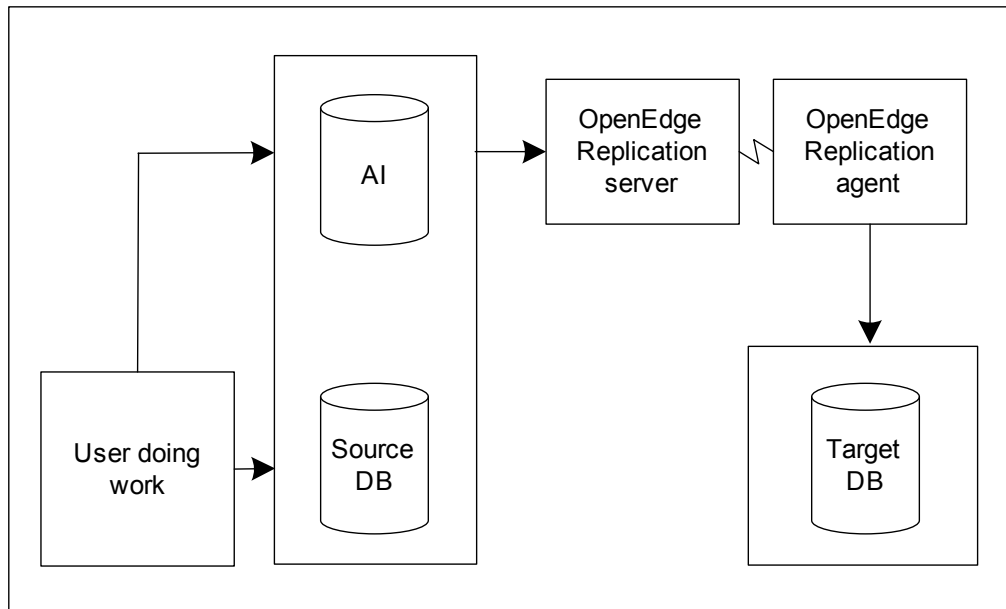 AI
OpenEdge
Replication
server
OpenEdge
Replication
agent
User doing
work
Source
DB
Target
DB